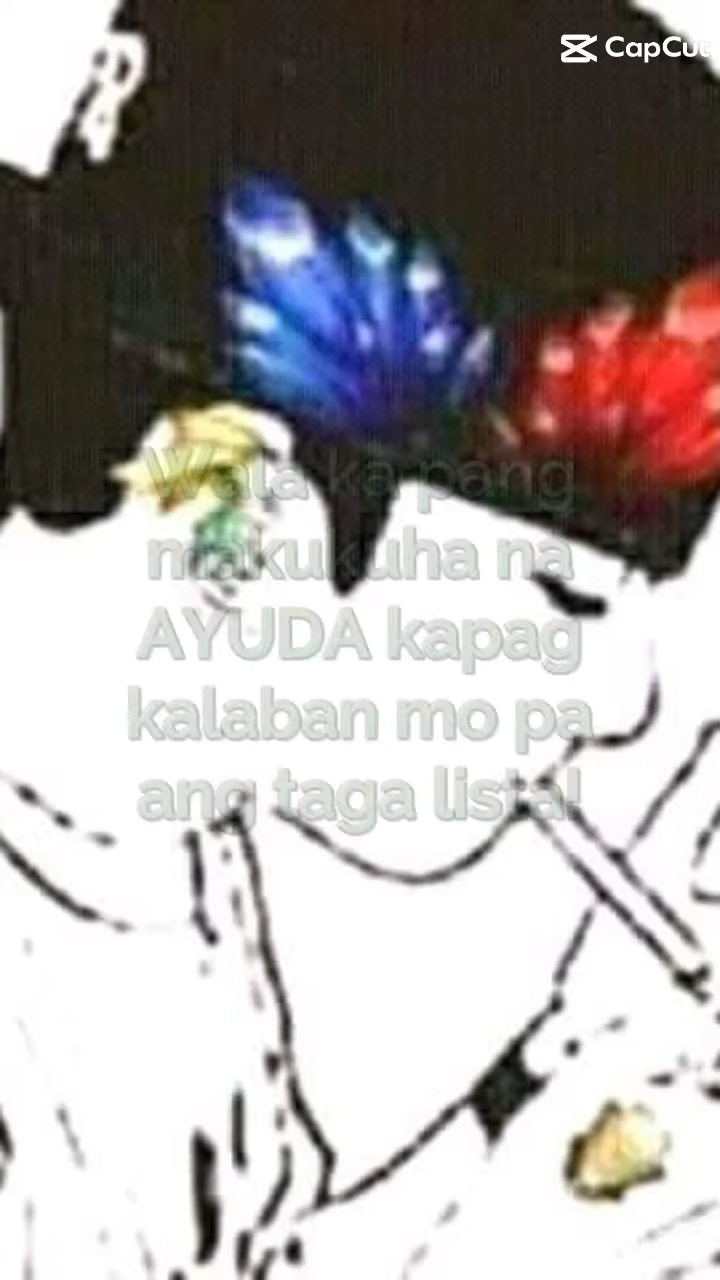 CapCut
Wala ka pang
makukuha na
AYUDA kapag
kalaban mo pa
ang taga lista!